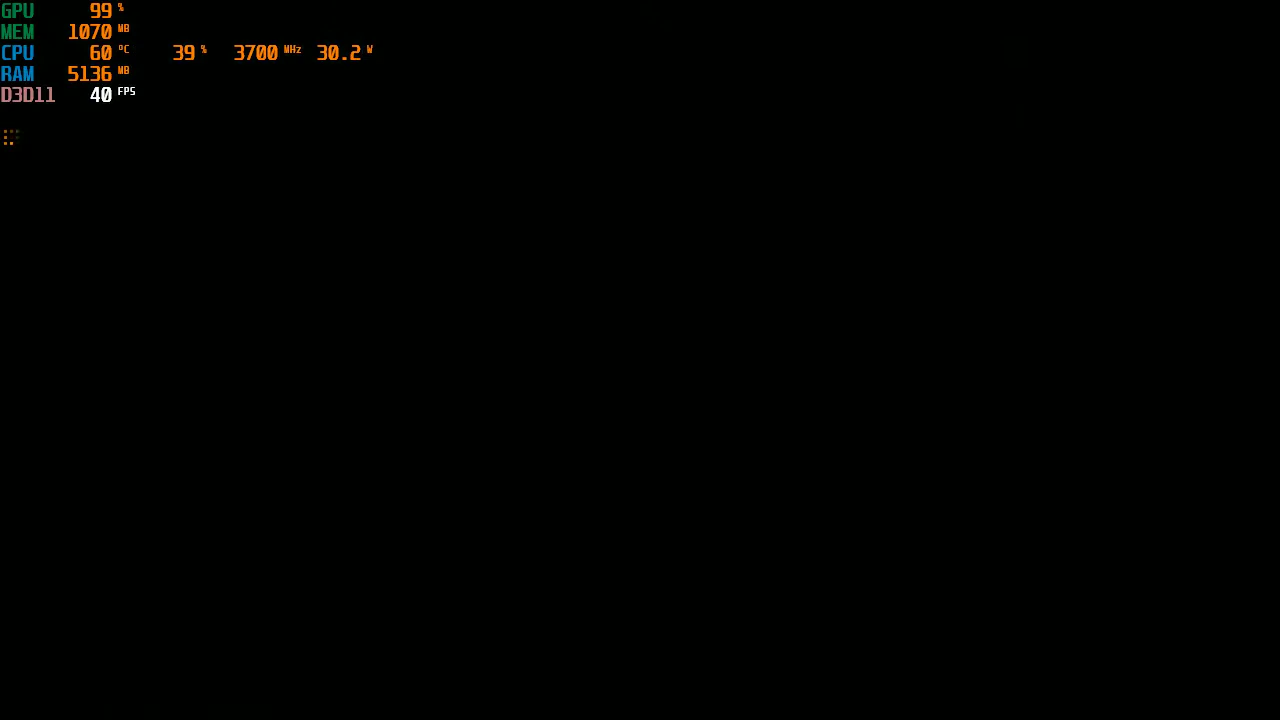 GPU 99 %
MEM 1070 MB
CPU 60 °C 39 % 3700 MHz 30.2 W
RAM 5136 MB
D3D11 40 FPS